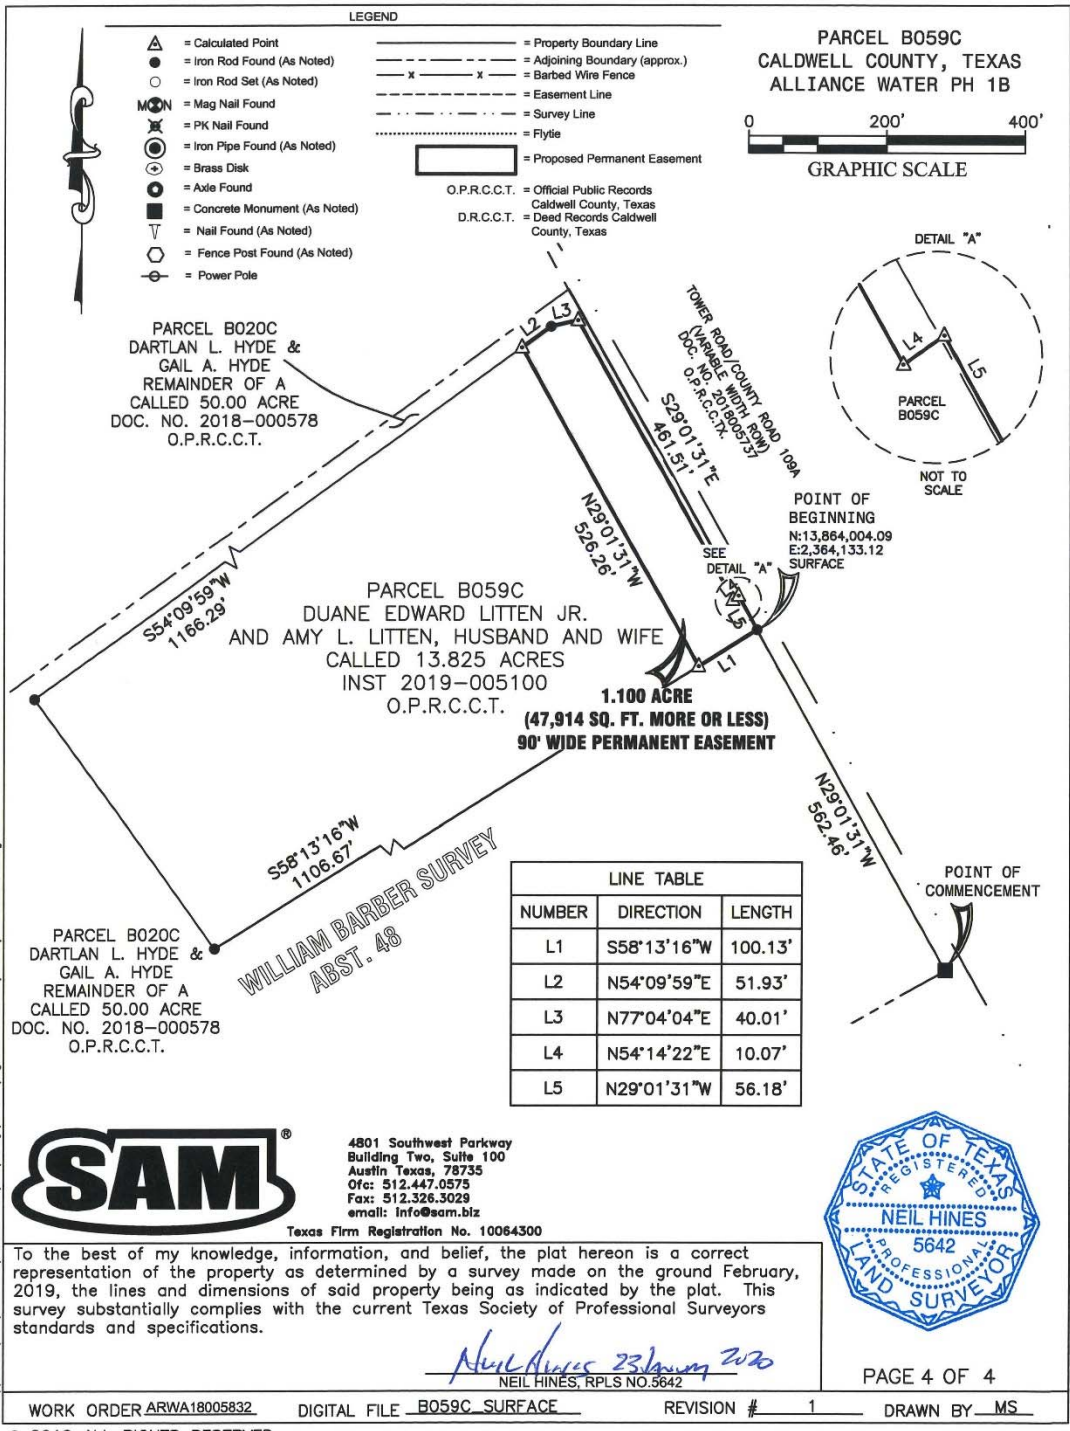 LEGEND
= Calculated Point
= Iron Rod Found (As Noted)
= Iron Rod Set (As Noted)
M N = Mag Nail Found
= PK Nail Found
= Iron Pipe Found (As Noted)
= Brass Disk
= Axle Found
= Concrete Monument (As Noted)
= Nail Found (As Noted)
= Fence Post Found (As Noted)
= Power Pole
= Property Boundary Line
= Adjoining Boundary (approx.)
x x = Barbed Wire Fence
= Easement Line
= Survey Line
= Flytie
= Proposed Permanent Easement
O.P.R.C.C.T. = Official Public Records
Caldwell County, Texas
D.R.C.C.T. = Deed Records Caldwell
County, Texas
PARCEL B059C
CALDWELL COUNTY, TEXAS
ALLIANCE WATER PH 1B
0 200' 400'
GRAPHIC SCALE
DETAIL "A"
L4
L5
PARCEL
B059C
NOT TO
SCALE
PARCEL B020C
DARTLAN L. HYDE &
GAIL A. HYDE
REMAINDER OF A
CALLED 50.00 ACRE
DOC. NO. 2018-000578
O.P.R.C.C.T.
L2
L3
TOWER ROAD/COUNTY ROAD 109A
(VARIABLE WIDTH ROW)
DOC. NO. 2018005737
O.P.R.C.C.TX.
S29°01'31"E
461.51'
N29°01'31"W
526.26'
POINT OF
BEGINNING
N:13,864,004.09
E:2,364,133.12
SURFACE
SEE
DETAIL "A"
L4
L5
L1
S54°09'59"W
1166.29'
PARCEL B059C
DUANE EDWARD LITTEN JR.
AND AMY L. LITTEN, HUSBAND AND WIFE
CALLED 13.825 ACRES
INST 2019-005100
O.P.R.C.C.T.
1.100 ACRE
(47,914 SQ. FT. MORE OR LESS)
90' WIDE PERMANENT EASEMENT
N29°01'31"W
562.46'
S58°13'16"W
1106.67'
WILLIAM BARBER SURVEY
ABST. 48
POINT OF
COMMENCEMENT
PARCEL B020C
DARTLAN L. HYDE &
GAIL A. HYDE
REMAINDER OF A
CALLED 50.00 ACRE
DOC. NO. 2018-000578
O.P.R.C.C.T.
LINE TABLE
NUMBER DIRECTION LENGTH
L1 S58°13'16"W 100.13'
L2 N54°09'59"E 51.93'
L3 N77°04'04"E 40.01'
L4 N54°14'22"E 10.07'
L5 N29°01'31"W 56.18'
SAM®
4801 Southwest Parkway
Building Two, Suite 100
Austin Texas, 78735
Ofc: 512.447.0575
Fax: 512.326.3029
email: info@sam.biz
Texas Firm Registration No. 10064300
STATE OF TEXAS
REGISTERED
NEIL HINES
5642
PROFESSIONAL
LAND SURVEYOR
To the best of my knowledge, information, and belief, the plat hereon is a correct
representation of the property as determined by a survey made on the ground February,
2019, the lines and dimensions of said property being as indicated by the plat. This
survey substantially complies with the current Texas Society of Professional Surveyors
standards and specifications.
Neil Hines 23 January 2020
NEIL HINES, RPLS NO.5642
PAGE 4 OF 4
WORK ORDER ARWA18005832 DIGITAL FILE B059C_SURFACE REVISION # 1 DRAWN BY MS